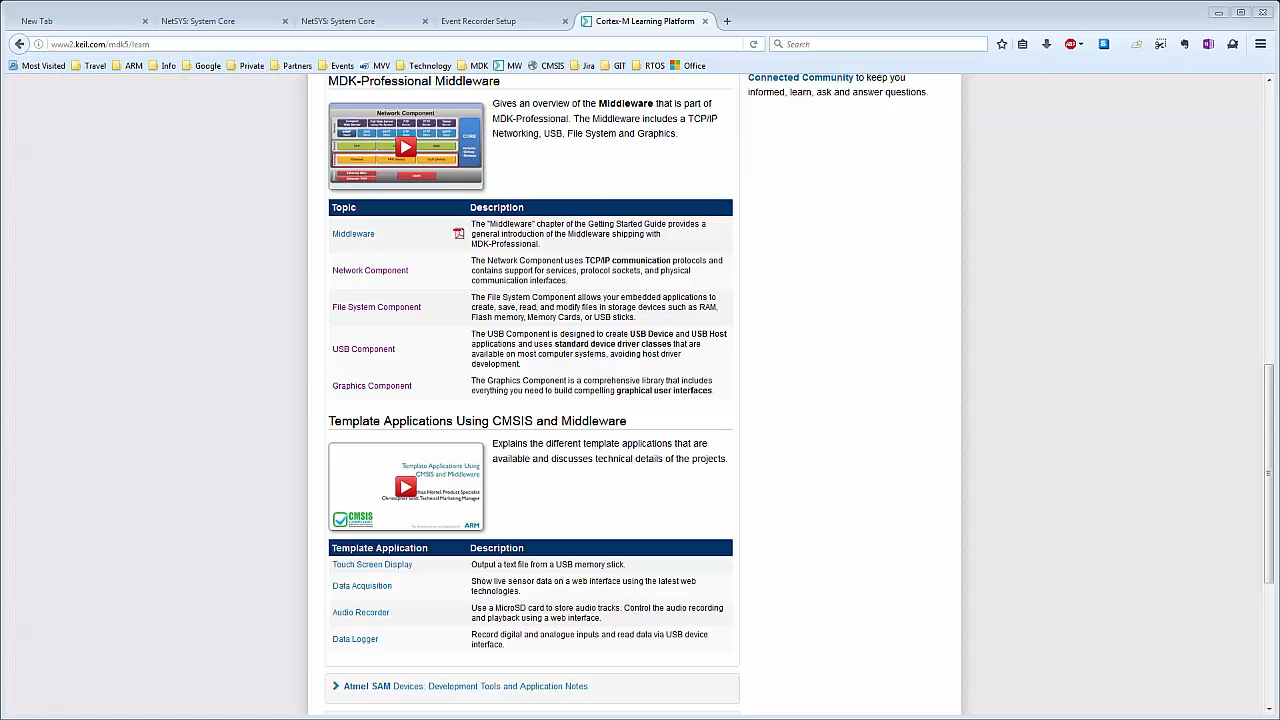 New Tab
NetSYS: System Core
NetSYS: System Core
Event Recorder Setup
Cortex-M Learning Platform
www2.keil.com/mdk5/learn
Search
Most Visited
Travel
ARM
Info
Google
Private
Partners
Events
MVV
Technology
MDK
MW
CMSIS
Jira
GIT
RTOS
Office
MDK-Professional Middleware
Connected Community to keep you
informed, learn, ask and answer questions.
Network Component
CORE
Gives an overview of the Middleware that is part of
MDK-Professional. The Middleware includes a TCP/IP
Networking, USB, File System and Graphics.
Topic
Description
Middleware
The "Middleware" chapter of the Getting Started Guide provides a
general introduction of the Middleware shipping with
MDK-Professional.
Network Component
The Network Component uses TCP/IP communication protocols and
contains support for services, protocol sockets, and physical
communication interfaces.
File System Component
The File System Component allows your embedded applications to
create, save, read, and modify files in storage devices such as RAM,
Flash memory, Memory Cards, or USB sticks.
USB Component
The USB Component is designed to create USB Device and USB Host
applications and uses standard device driver classes that are
available on most computer systems, avoiding host driver
development.
Graphics Component
The Graphics Component is a comprehensive library that includes
everything you need to build compelling graphical user interfaces.
Template Applications Using CMSIS and Middleware
Template Applications Using
CMSIS and Middleware
Product Specialist
Technical Marketing Manager
CMSIS
COMPLIANT
ARM
Explains the different template applications that are
available and discusses technical details of the projects.
Template Application
Description
Touch Screen Display
Output a text file from a USB memory stick.
Data Acquisition
Show live sensor data on a web interface using the latest web
technologies.
Audio Recorder
Use a MicroSD card to store audio tracks. Control the audio recording
and playback using a web interface.
Data Logger
Record digital and analogue inputs and read data via USB device
interface.
Atmel SAM Devices: Development Tools and Application Notes